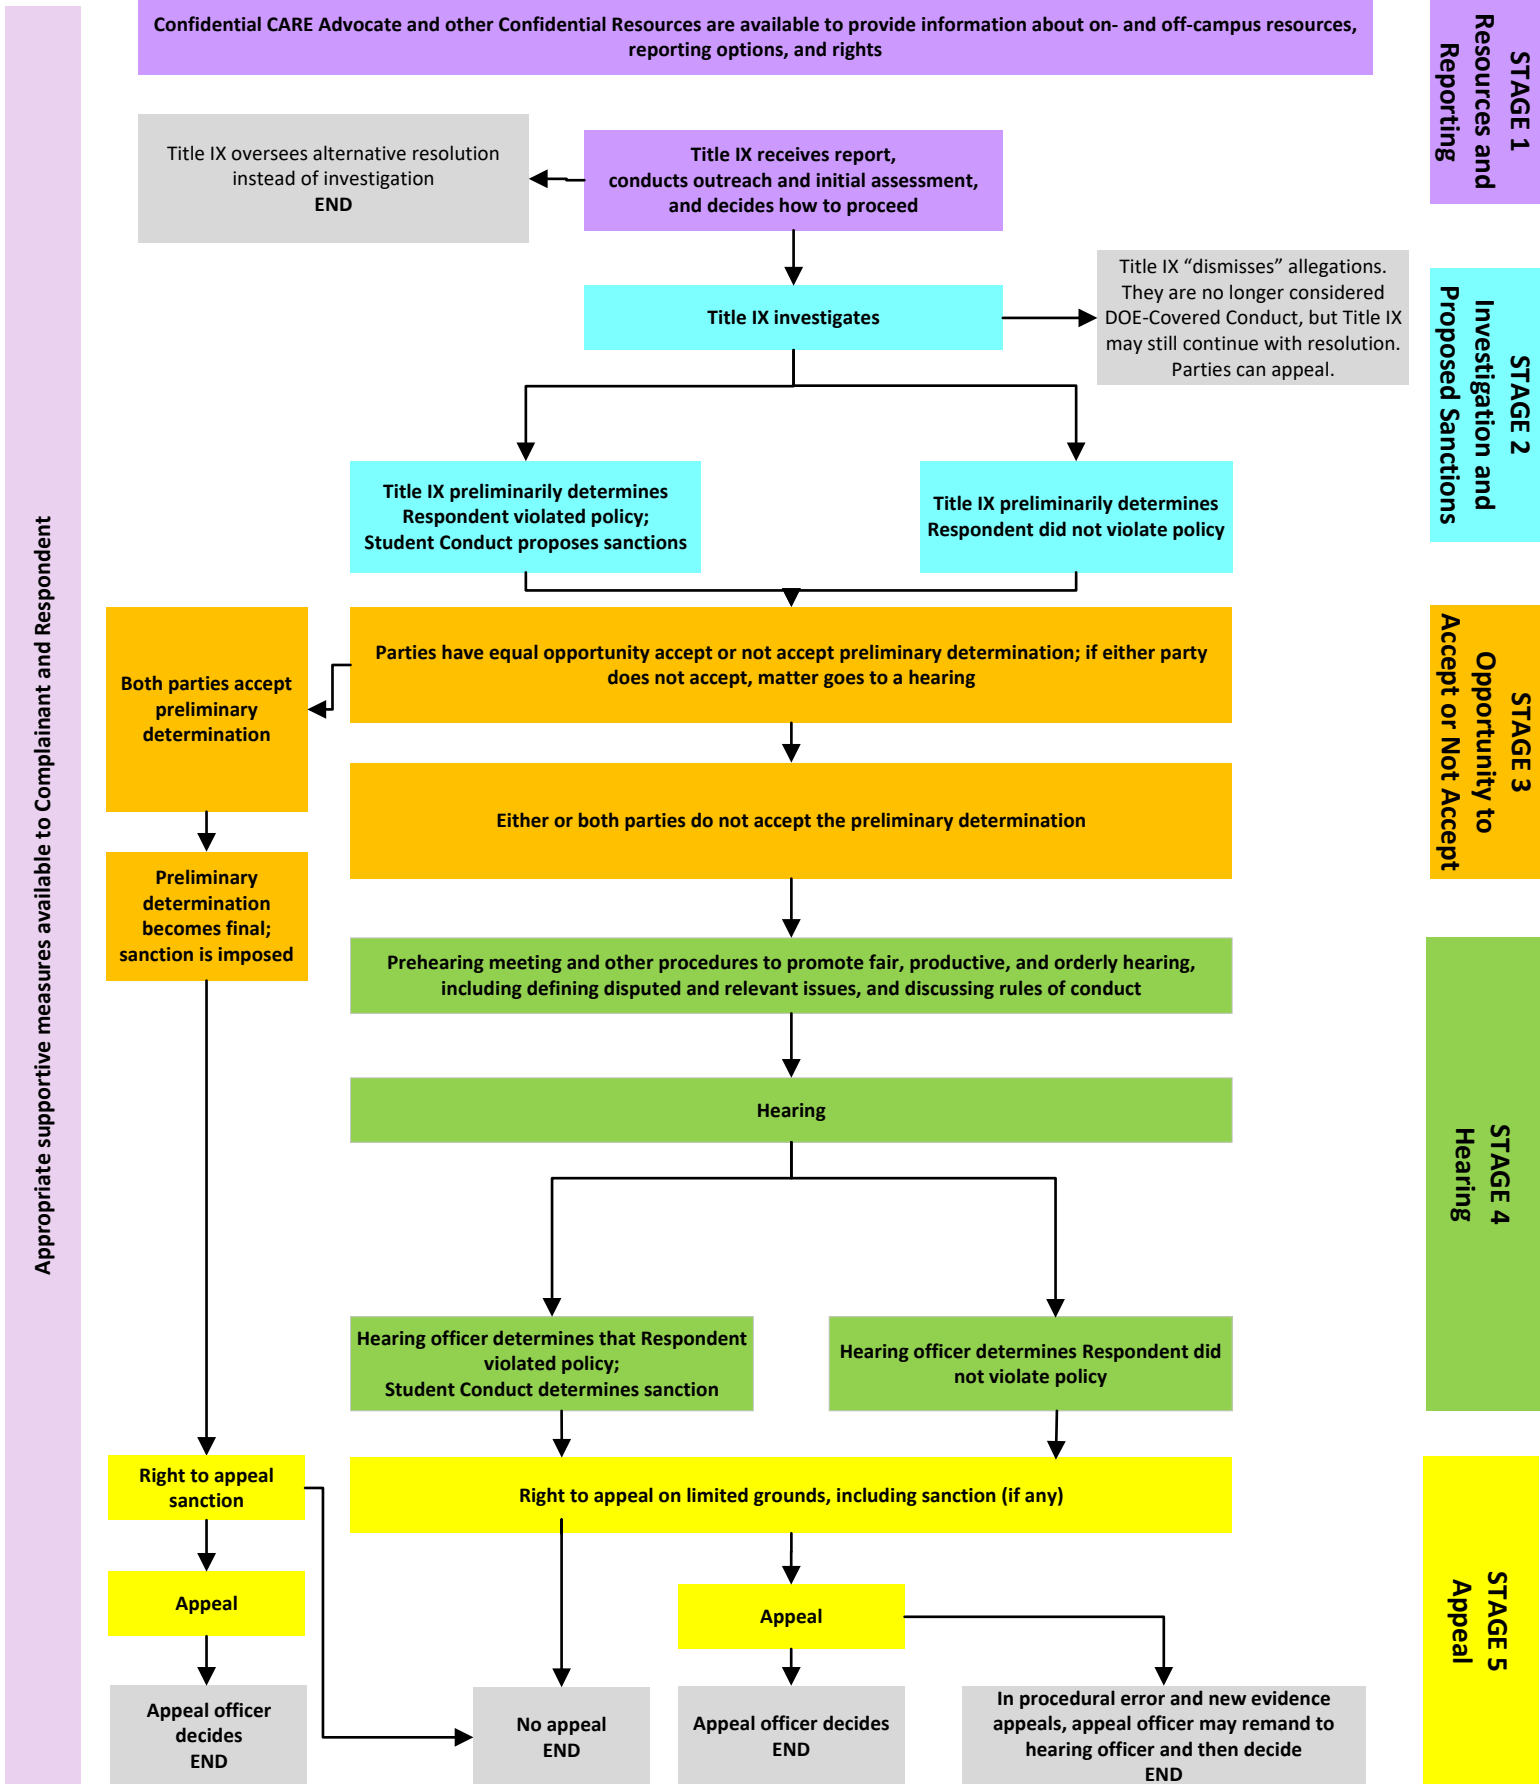 Confidential CARE Advocate and other Confidential Resources are available to provide information about on- and off-campus resources,
reporting options, and rights
STAGE 1
Resources and
Reporting
Title IX oversees alternative resolution
instead of investigation
END
Title IX receives report,
conducts outreach and initial assessment,
and decides how to proceed
Title IX investigates
Title IX “dismisses” allegations.
They are no longer considered
DOE-Covered Conduct, but Title IX
may still continue with resolution.
Parties can appeal.
STAGE 2
Investigation and
Proposed Sanctions
Title IX preliminarily determines
Respondent violated policy;
Student Conduct proposes sanctions
Title IX preliminarily determines
Respondent did not violate policy
Appropriate supportive measures available to Complainant and Respondent
Both parties accept
preliminary
determination
Parties have equal opportunity accept or not accept preliminary determination; if either party
does not accept, matter goes to a hearing
STAGE 3
Opportunity to
Accept or Not Accept
Either or both parties do not accept the preliminary determination
Preliminary
determination
becomes final;
sanction is imposed
Prehearing meeting and other procedures to promote fair, productive, and orderly hearing,
including defining disputed and relevant issues, and discussing rules of conduct
Hearing
STAGE 4
Hearing
Hearing officer determines that Respondent
violated policy;
Student Conduct determines sanction
Hearing officer determines Respondent did
not violate policy
Right to appeal
sanction
Right to appeal on limited grounds, including sanction (if any)
STAGE 5
Appeal
Appeal
Appeal
Appeal officer
decides
END
No appeal
END
Appeal officer decides
END
In procedural error and new evidence
appeals, appeal officer may remand to
hearing officer and then decide
END